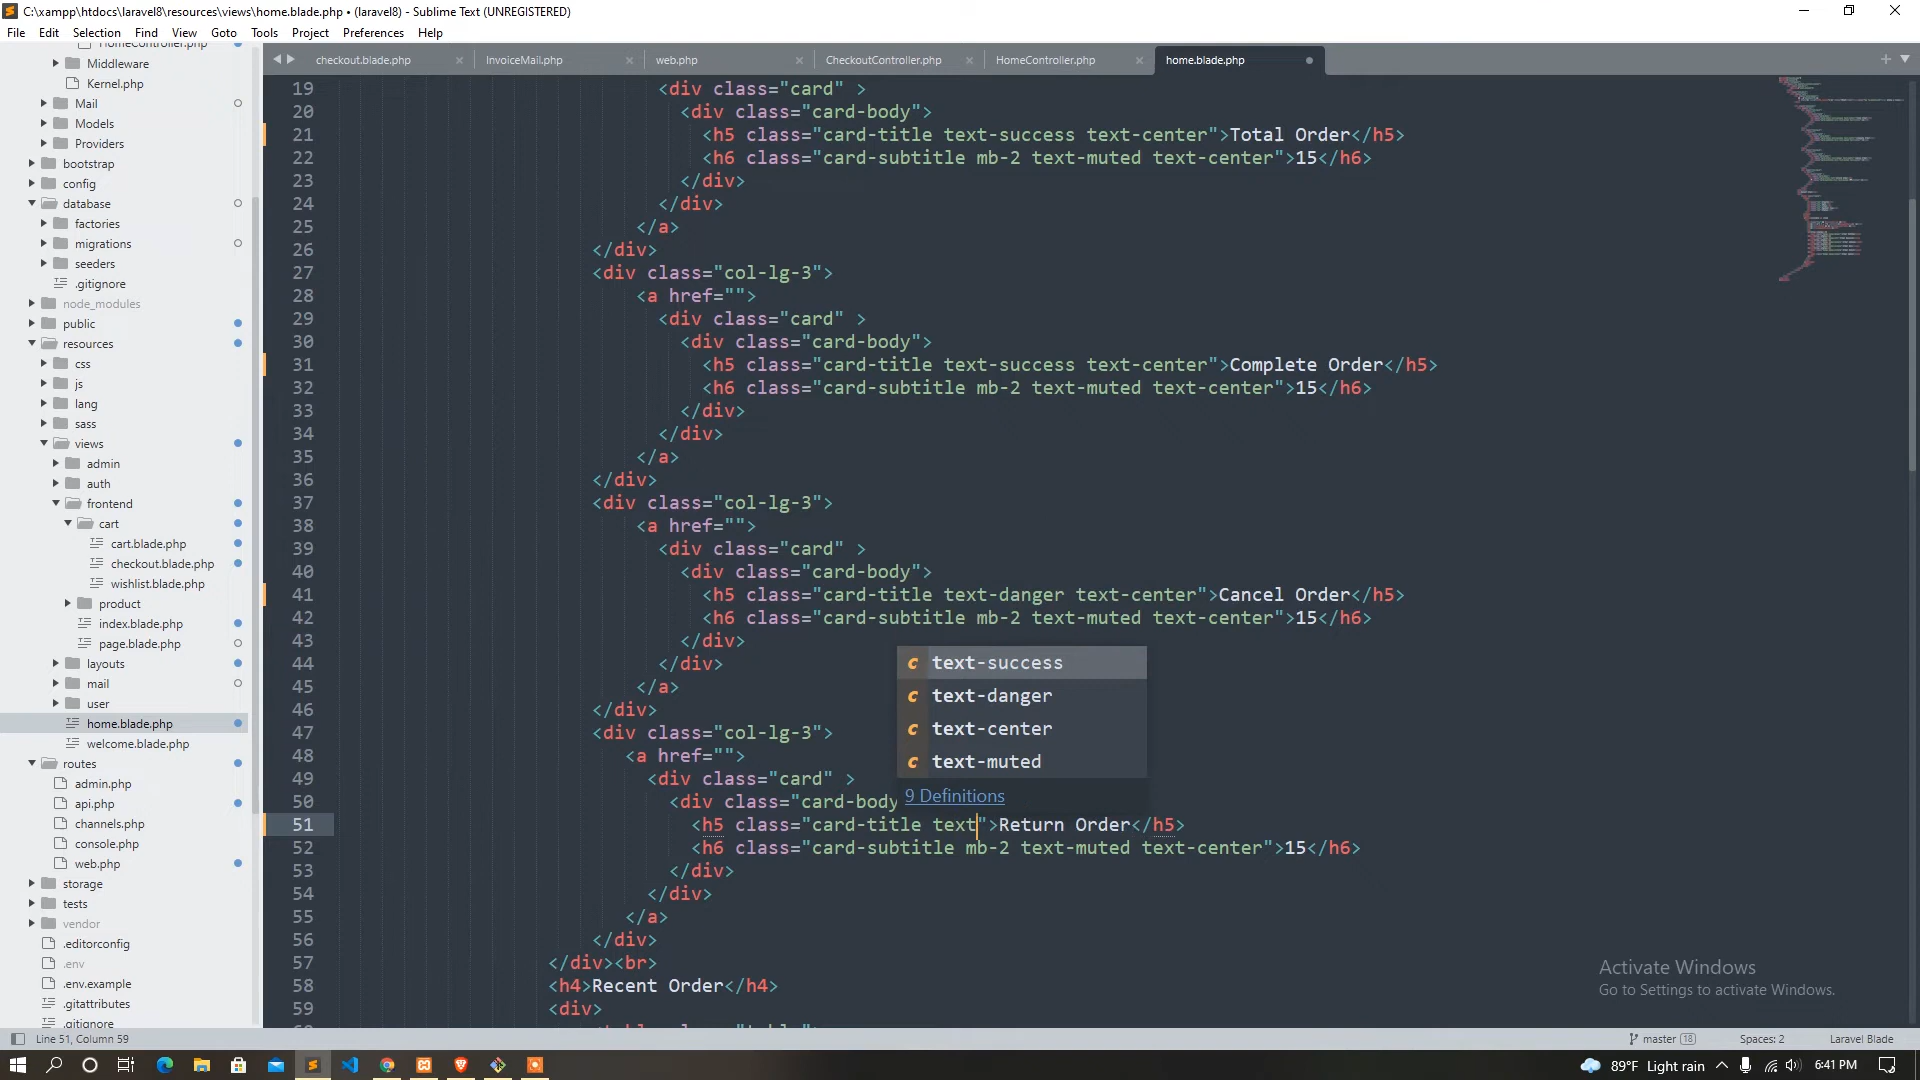 C:\xampp\htdocs\laravel8\resources\views\home.blade.php • (laravel8) - Sublime Text (UNREGISTERED)
File Edit Selection Find View Goto Tools Project Preferences Help
HomeController.php
Middleware
Kernel.php
Mail
Models
Providers
bootstrap
config
database
factories
migrations
seeders
.gitignore
node_modules
public
resources
css
js
lang
sass
views
admin
auth
frontend
cart
cart.blade.php
checkout.blade.php
wishlist.blade.php
product
index.blade.php
page.blade.php
layouts
mail
user
home.blade.php
welcome.blade.php
routes
admin.php
api.php
channels.php
console.php
web.php
storage
tests
vendor
.editorconfig
.env
.env.example
.gitattributes
.gitignore
checkout.blade.php InvoiceMail.php web.php CheckoutController.php HomeController.php home.blade.php
19 <div class="card" >
20 <div class="card-body">
21 <h5 class="card-title text-success text-center">Total Order</h5>
22 <h6 class="card-subtitle mb-2 text-muted text-center">15</h6>
23 </div>
24 </div>
25 </a>
26 </div>
27 <div class="col-lg-3">
28 <a href="">
29 <div class="card" >
30 <div class="card-body">
31 <h5 class="card-title text-success text-center">Complete Order</h5>
32 <h6 class="card-subtitle mb-2 text-muted text-center">15</h6>
33 </div>
34 </div>
35 </a>
36 </div>
37 <div class="col-lg-3">
38 <a href="">
39 <div class="card" >
40 <div class="card-body">
41 <h5 class="card-title text-danger text-center">Cancel Order</h5>
42 <h6 class="card-subtitle mb-2 text-muted text-center">15</h6>
43 </div>
44 </div>
45 </a>
46 </div>
47 <div class="col-lg-3">
48 <a href="">
49 <div class="card" >
50 <div class="card-body
51 <h5 class="card-title text">Return Order</h5>
52 <h6 class="card-subtitle mb-2 text-muted text-center">15</h6>
53 </div>
54 </div>
55 </a>
56 </div>
57 </div><br>
58 <h4>Recent Order</h4>
59 <div>
c text-success
c text-danger
c text-center
c text-muted
9 Definitions
Activate Windows
Go to Settings to activate Windows.
Line 51, Column 59 master 18 Spaces: 2 Laravel Blade
89°F Light rain 6:41 PM